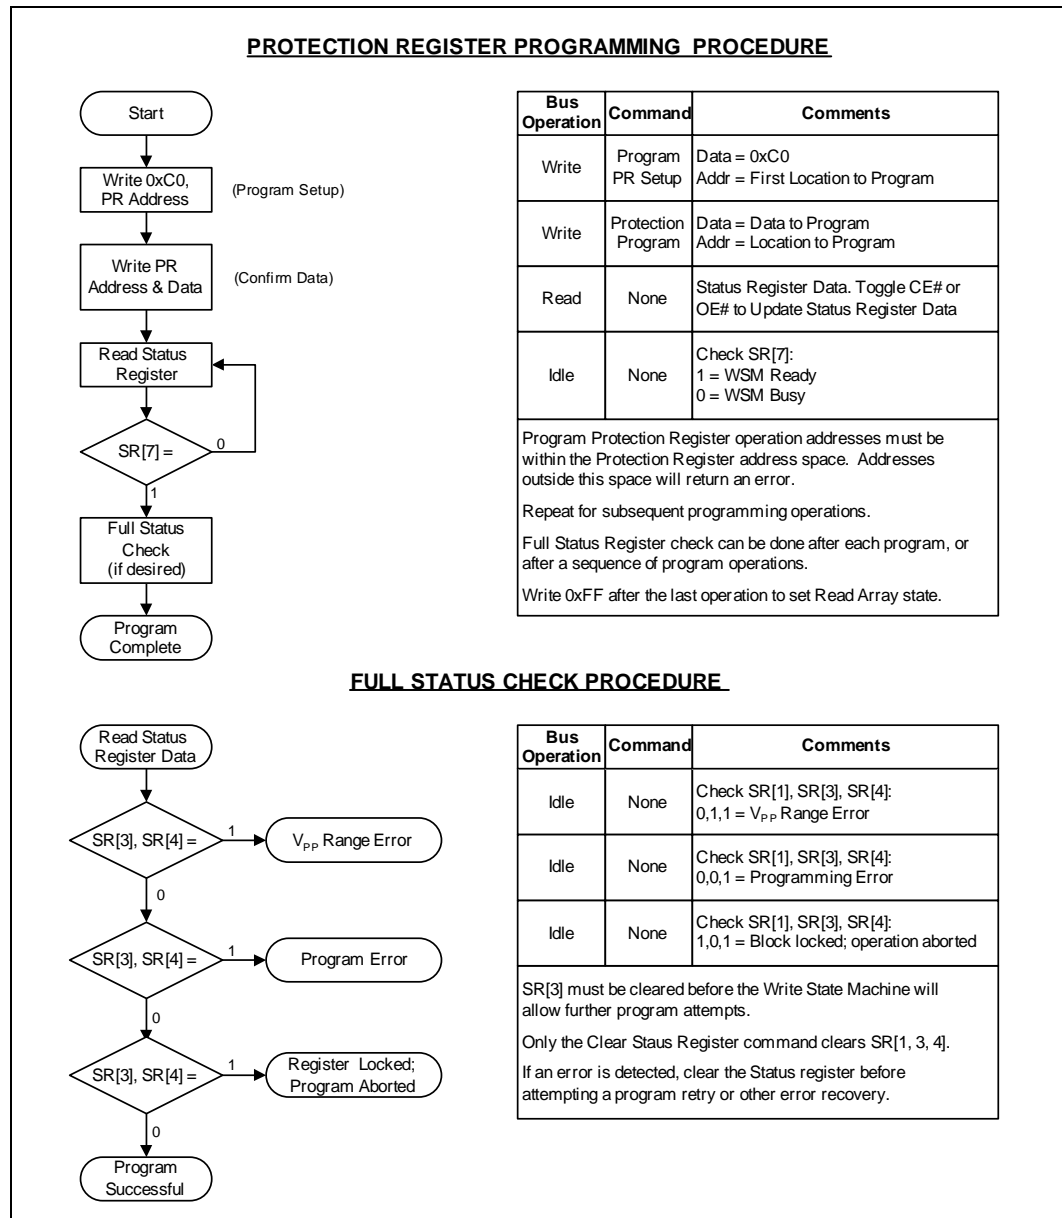 PROTECTION REGISTER PROGRAMMING PROCEDURE
Start
Write 0xC0,
PR Address
(Program Setup)
Write PR
Address & Data
(Confirm Data)
Read Status
Register
SR[7] =
0
1
Full Status
Check
(if desired)
Program
Complete
Bus
Operation
Command
Comments
Write
Program
PR Setup
Data = 0xC0
Addr = First Location to Program
Write
Protection
Program
Data = Data to Program
Addr = Location to Program
Read
None
Status Register Data. Toggle CE# or
OE# to Update Status Register Data
Idle
None
Check SR[7]:
1 = WSM Ready
0 = WSM Busy
Program Protection Register operation addresses must be
within the Protection Register address space. Addresses
outside this space will return an error.
Repeat for subsequent programming operations.
Full Status Register check can be done after each program, or
after a sequence of program operations.
Write 0xFF after the last operation to set Read Array state.
FULL STATUS CHECK PROCEDURE
Read Status
Register Data
SR[3], SR[4] =
1
VPP Range Error
0
SR[3], SR[4] =
1
Program Error
0
SR[3], SR[4] =
1
Register Locked;
Program Aborted
0
Program
Successful
Bus
Operation
Command
Comments
Idle
None
Check SR[1], SR[3], SR[4]:
0,1,1 = VPP Range Error
Idle
None
Check SR[1], SR[3], SR[4]:
0,0,1 = Programming Error
Idle
None
Check SR[1], SR[3], SR[4]:
1,0,1 = Block locked; operation aborted
SR[3] must be cleared before the Write State Machine will
allow further program attempts.
Only the Clear Staus Register command clears SR[1, 3, 4].
If an error is detected, clear the Status register before
attempting a program retry or other error recovery.